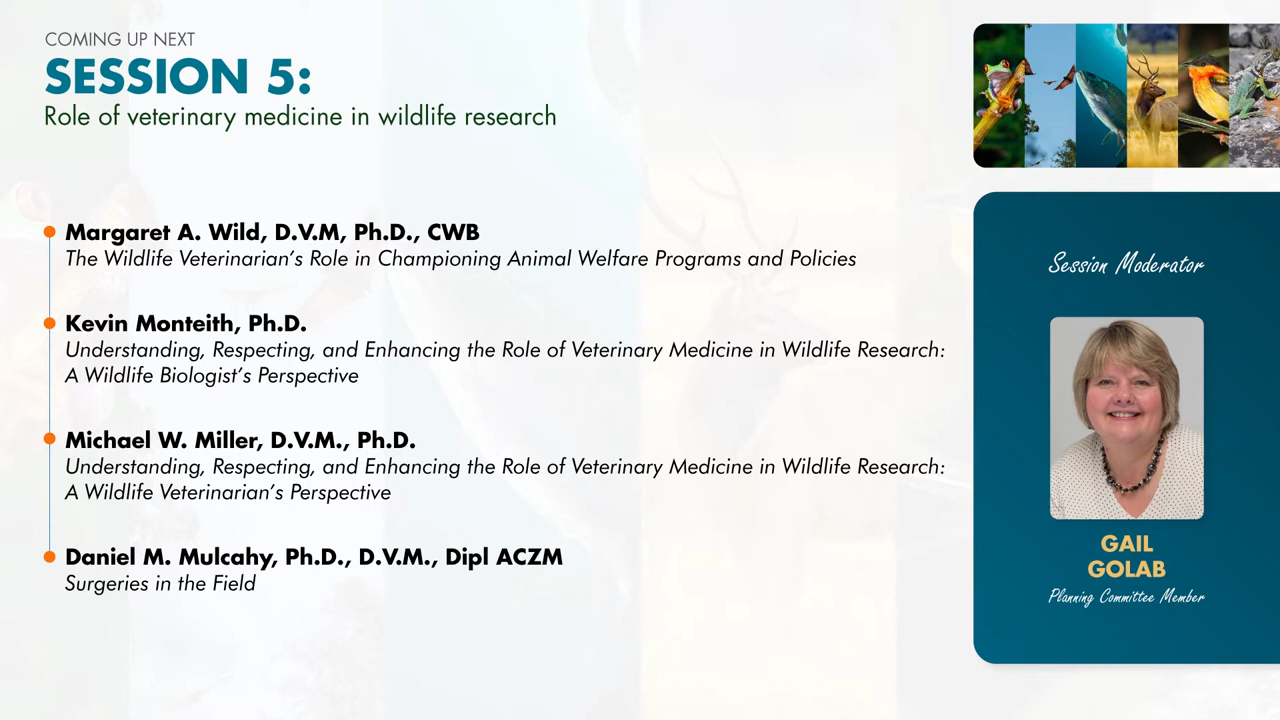 COMING UP NEXT
SESSION 5:
Role of veterinary medicine in wildlife research
Margaret A. Wild, D.V.M, Ph.D., CWB
The Wildlife Veterinarian's Role in Championing Animal Welfare Programs and Policies
Kevin Monteith, Ph.D.
Understanding, Respecting, and Enhancing the Role of Veterinary Medicine in Wildlife Research:
A Wildlife Biologist's Perspective
Michael W. Miller, D.V.M., Ph.D.
Understanding, Respecting, and Enhancing the Role of Veterinary Medicine in Wildlife Research:
A Wildlife Veterinarian's Perspective
Daniel M. Mulcahy, Ph.D., D.V.M., Dipl ACZM
Surgeries in the Field
Session Moderator
GAIL
GOLAB
Planning Committee Member